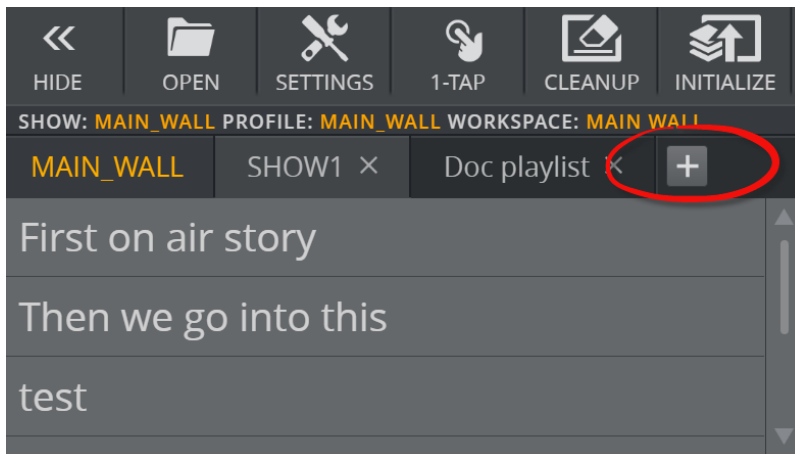 HIDE OPEN SETTINGS 1-TAP CLEANUP INITIALIZE
SHOW: MAIN_WALL PROFILE: MAIN_WALL WORKSPACE: MAIN WALL
MAIN_WALL SHOW1 × Doc playlist × +
First on air story
Then we go into this
test